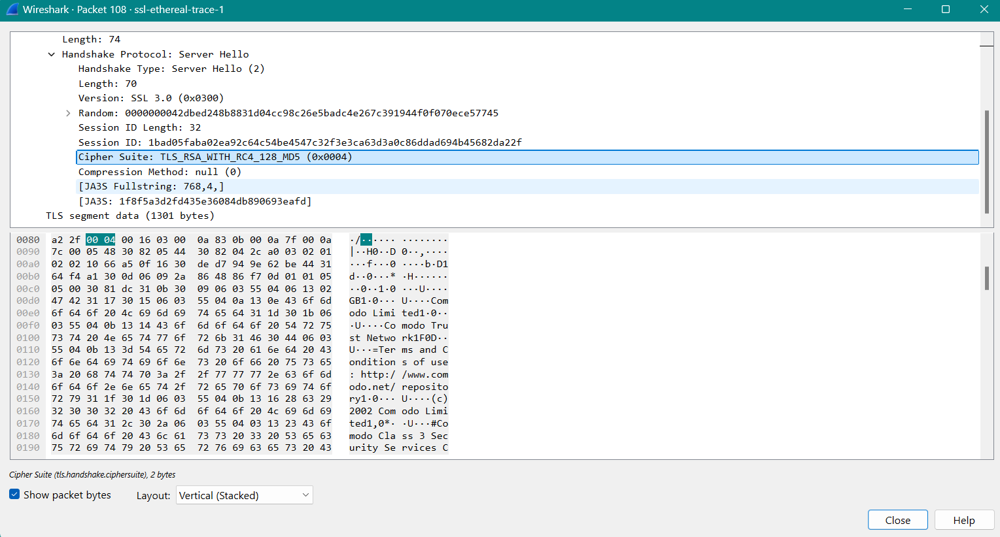 Wireshark · Packet 108 · ssl-ethereal-trace-1
Length: 74
Handshake Protocol: Server Hello
Handshake Type: Server Hello (2)
Length: 70
Version: SSL 3.0 (0x0300)
Random: 0000000042dbed248b8831d04cc98c26e5badc4e267c391944f0f070ece57745
Session ID Length: 32
Session ID: 1bad05faba02ea92c64c54be4547c32f3e3ca63d3a0c86ddad694b45682da22f
Cipher Suite: TLS_RSA_WITH_RC4_128_MD5 (0x0004)
Compression Method: null (0)
[JA3S Fullstring: 768,4,]
[JA3S: 1f8f5a3d2fd435e36084db890693eafd]
TLS segment data (1301 bytes)
0080 a2 2f 00 04 00 16 03 00 0a 83 0b 00 0a 7f 00 0a ·/······ ········
0090 7c 00 05 48 30 82 05 44 30 82 04 2c a0 03 02 01 |··H0··D 0··,····
00a0 02 02 10 66 a5 0f 16 30 de d7 94 9e 62 be 44 31 ···f···0 ····b·D1
00b0 64 f4 a1 30 0d 06 09 2a 86 48 86 f7 0d 01 01 05 d··0···* ·H······
00c0 05 00 30 81 dc 31 0b 30 09 06 03 55 04 06 13 02 ··0··1·0 ···U····
00d0 47 42 31 17 30 15 06 03 55 04 0a 13 0e 43 6f 6d GB1·0··· U····Com
00e0 6f 64 6f 20 4c 69 6d 69 74 65 64 31 1d 30 1b 06 odo Limi ted1·0··
00f0 03 55 04 0b 13 14 43 6f 6d 6f 64 6f 20 54 72 75 ·U····Co modo Tru
0100 73 74 20 4e 65 74 77 6f 72 6b 31 46 30 44 06 03 st Netwo rk1F0D··
0110 55 04 0b 13 3d 54 65 72 6d 73 20 61 6e 64 20 43 U···=Ter ms and C
0120 6f 6e 64 69 74 69 6f 6e 73 20 6f 66 20 75 73 65 ondition s of use
0130 3a 20 68 74 74 70 3a 2f 2f 77 77 77 2e 63 6f 6d : http:/ /www.com
0140 6f 64 6f 2e 6e 65 74 2f 72 65 70 6f 73 69 74 6f odo.net/ reposito
0150 72 79 31 1f 30 1d 06 03 55 04 0b 13 16 28 63 29 ry1·0··· U····(c)
0160 32 30 30 32 20 43 6f 6d 6f 64 6f 20 4c 69 6d 69 2002 Com odo Limi
0170 74 65 64 31 2c 30 2a 06 03 55 04 03 13 23 43 6f ted1,0*· ·U···#Co
0180 6d 6f 64 6f 20 43 6c 61 73 73 20 33 20 53 65 63 modo Cla ss 3 Sec
0190 75 72 69 74 79 20 53 65 72 76 69 63 65 73 20 43 urity Se rvices C
Cipher Suite (tls.handshake.ciphersuite), 2 bytes
Show packet bytes Layout: Vertical (Stacked)
Close Help